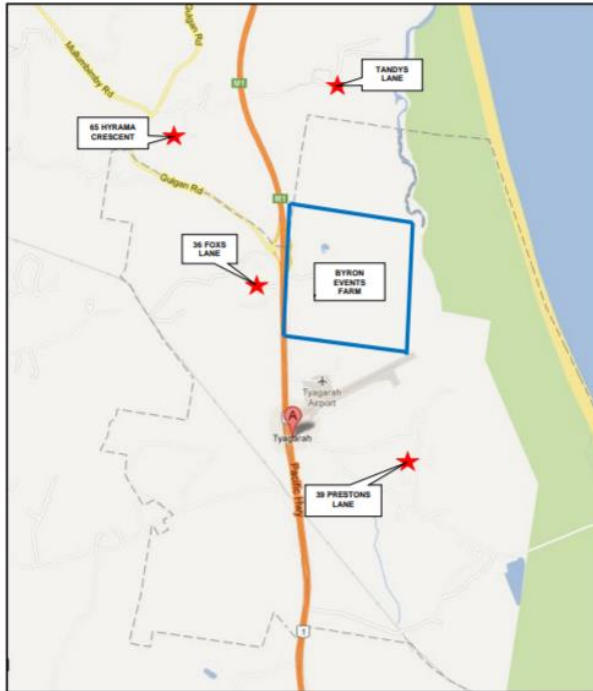 Gulgan Rd
Mullumbimby Rd
M1
TANDYS
LANE
65 HYRAMA
CRESCENT
Gulgan Rd
M1
36 FOXS
LANE
BYRON
EVENTS
FARM
Tyagarah
Airport
A
Tyagarah
Pacific Hwy
39 PRESTONS
LANE
1